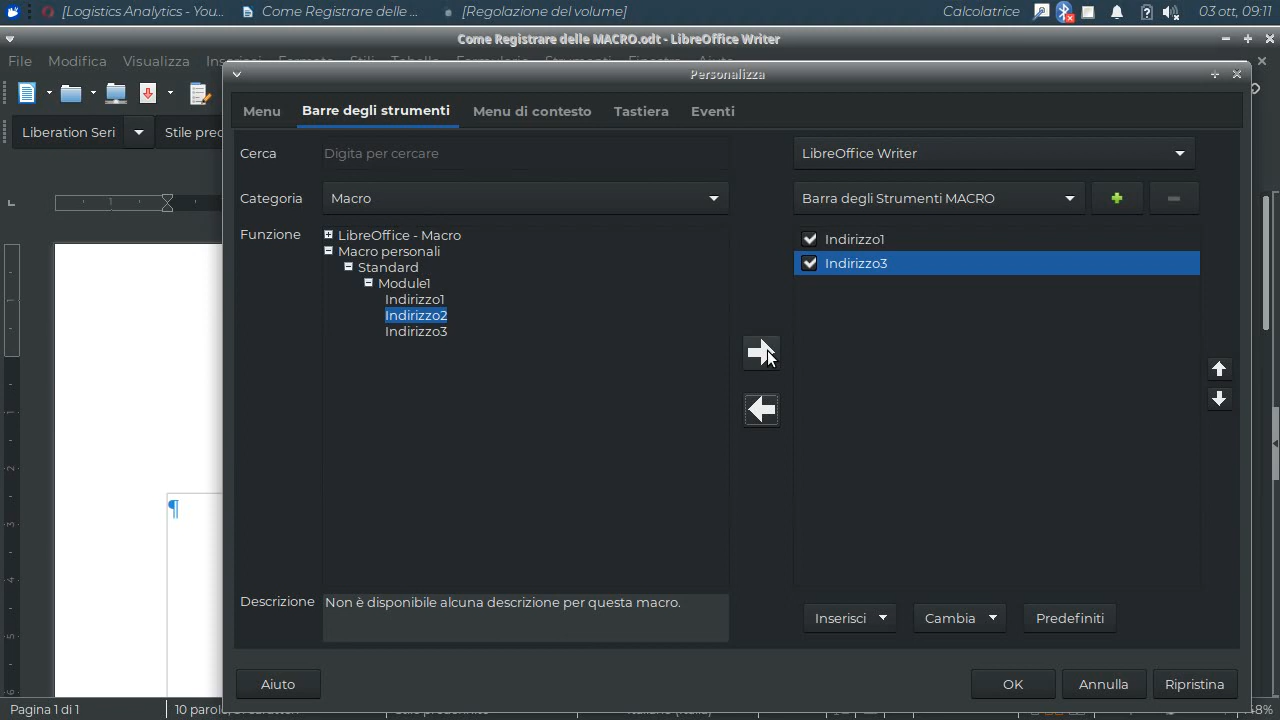 [Logistics Analytics - You...
Come Registrare delle ...
[Regolazione del volume]
Calcolatrice
03 ott, 09:11
Come Registrare delle MACRO.odt - LibreOffice Writer
File Modifica Visualizza
Personalizza
Menu
Barre degli strumenti
Menu di contesto
Tastiera
Eventi
Liberation Seri
Stile pred
Cerca
Digita per cercare
LibreOffice Writer
Categoria
Macro
Barra degli Strumenti MACRO
Funzione
LibreOffice - Macro
Macro personali
Standard
Module1
Indirizzo1
Indirizzo2
Indirizzo3
Indirizzo1
Indirizzo3
Descrizione
Non è disponibile alcuna descrizione per questa macro.
Inserisci
Cambia
Predefiniti
Aiuto
OK
Annulla
Ripristina
Pagina 1 di 1